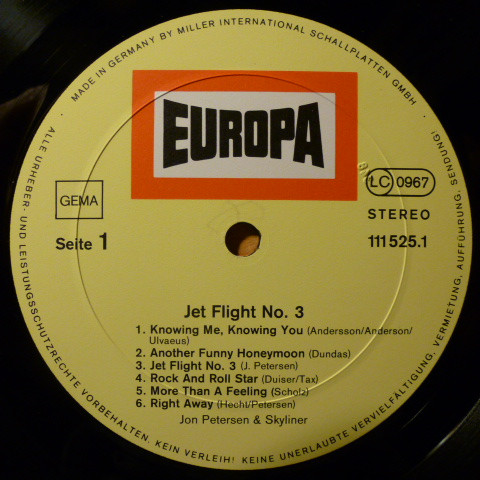 · MADE IN GERMANY BY MILLER INTERNATIONAL SCHALLPLATTEN GMBH ·
ALLE URHEBER- UND LEISTUNGSSCHUTZRECHTE VORBEHALTEN. KEIN VERLEIH! KEINE UNERLAUBTE VERVIELFÄLTIGUNG, VERMIETUNG, AUFFÜHRUNG, SENDUNG!
EUROPA
GEMA
LC 0967
STEREO
Seite 1
111 525.1
Jet Flight No. 3
1. Knowing Me, Knowing You (Andersson/Anderson/
Ulvaeus)
2. Another Funny Honeymoon (Dundas)
3. Jet Flight No. 3 (J. Petersen)
4. Rock And Roll Star (Duiser/Tax)
5. More Than A Feeling (Scholz)
6. Right Away (Hecht/Petersen)
Jon Petersen & Skyliner